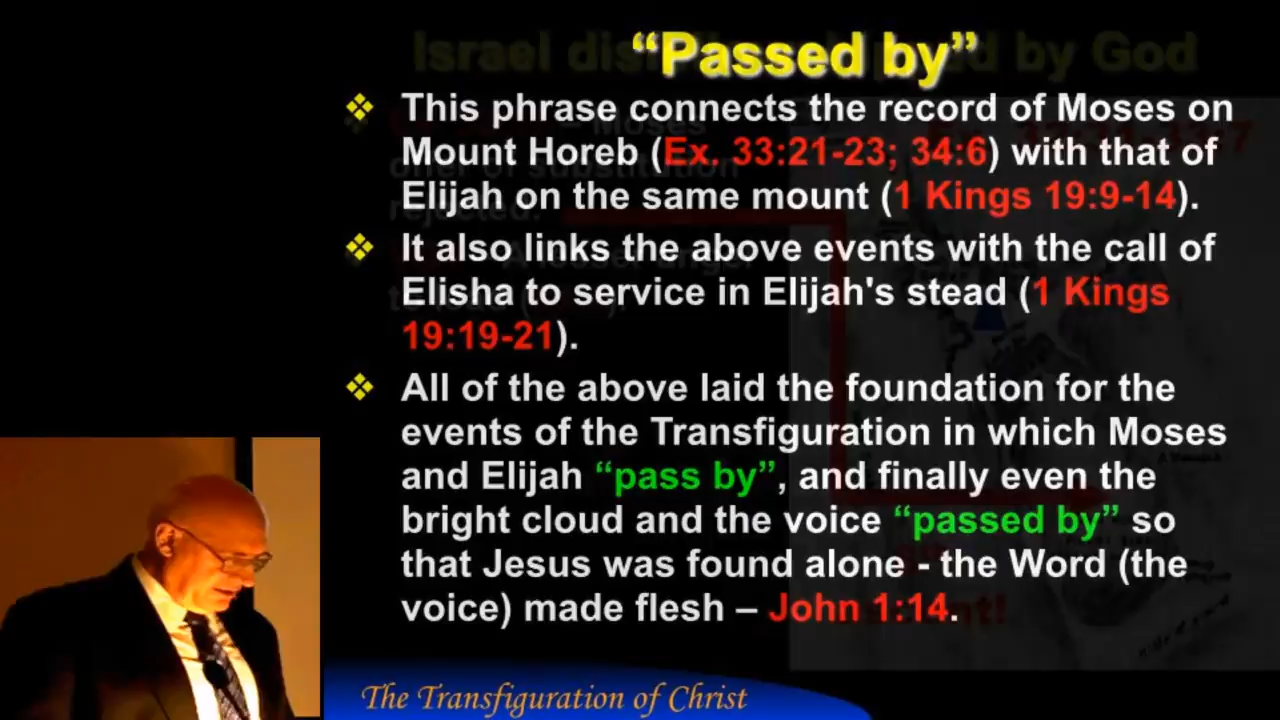 “Passed by”
Israel dis by God
This phrase connects the record of Moses on
Mount Horeb (Ex. 33:21-23; 34:6) with that of
Elijah on the same mount (1 Kings 19:9-14).
It also links the above events with the call of
Elisha to service in Elijah's stead (1 Kings
19:19-21).
All of the above laid the foundation for the
events of the Transfiguration in which Moses
and Elijah “pass by”, and finally even the
bright cloud and the voice “passed by” so
that Jesus was found alone - the Word (the
voice) made flesh – John 1:14.
The Transfiguration of Christ